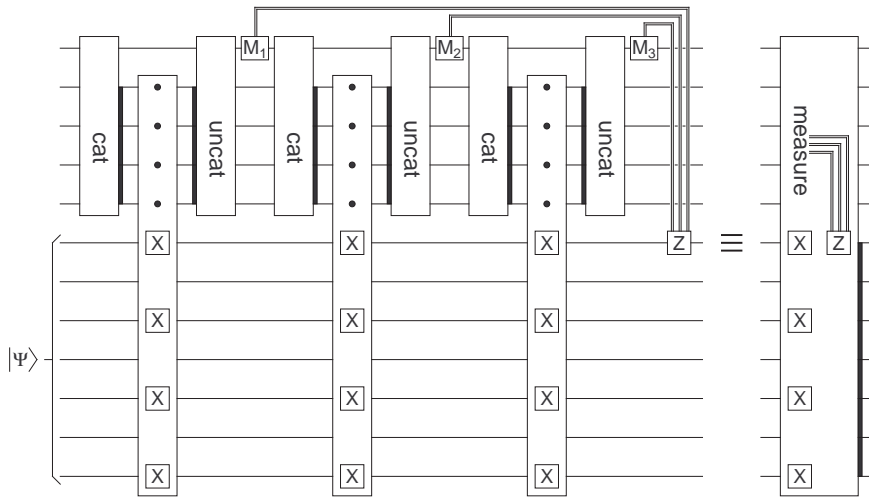 M1 M2 M3
cat uncat cat uncat cat uncat measure
X X X X Z ≡ X Z
X X X X
|Ψ⟩
X X X X
X X X X